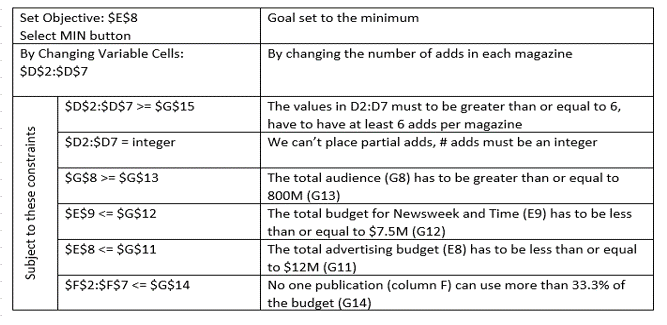 Set Objective: $E$8
Select MIN button
Goal set to the minimum
By Changing Variable Cells:
$D$2:$D$7
By changing the number of adds in each magazine
Subject to these constraints
$D$2:$D$7 >= $G$15
The values in D2:D7 must to be greater than or equal to 6,
have to have at least 6 adds per magazine
$D2:$D7 = integer
We can't place partial adds, # adds must be an integer
$G$8 >= $G$13
The total audience (G8) has to be greater than or equal to
800M (G13)
$E$9 <= $G$12
The total budget for Newsweek and Time (E9) has to be less
than or equal to $7.5M (G12)
$E$8 <= $G$11
The total advertising budget (E8) has to be less than or equal
to $12M (G11)
$F$2:$F$7 <= $G$14
No one publication (column F) can use more than 33.3% of
the budget (G14)